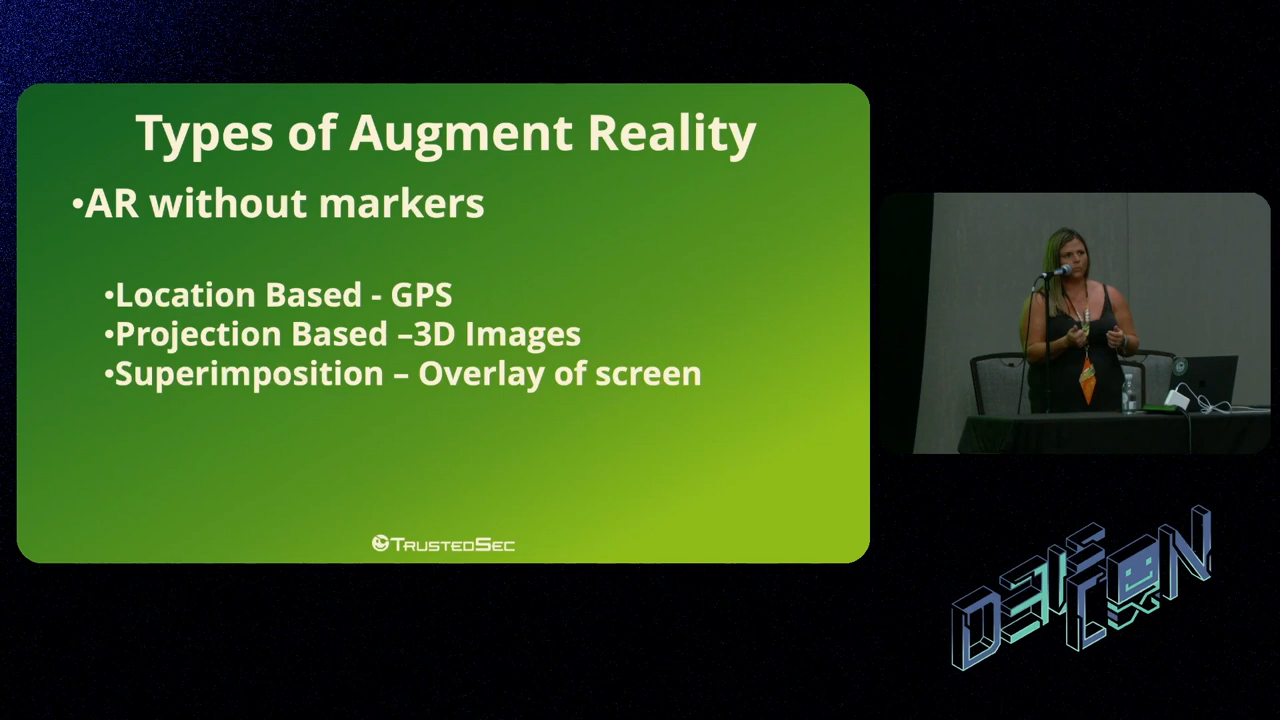 Types of Augment Reality
•AR without markers
•Location Based - GPS
•Projection Based –3D Images
•Superimposition – Overlay of screen
TRUSTEDSEC
DEF CON